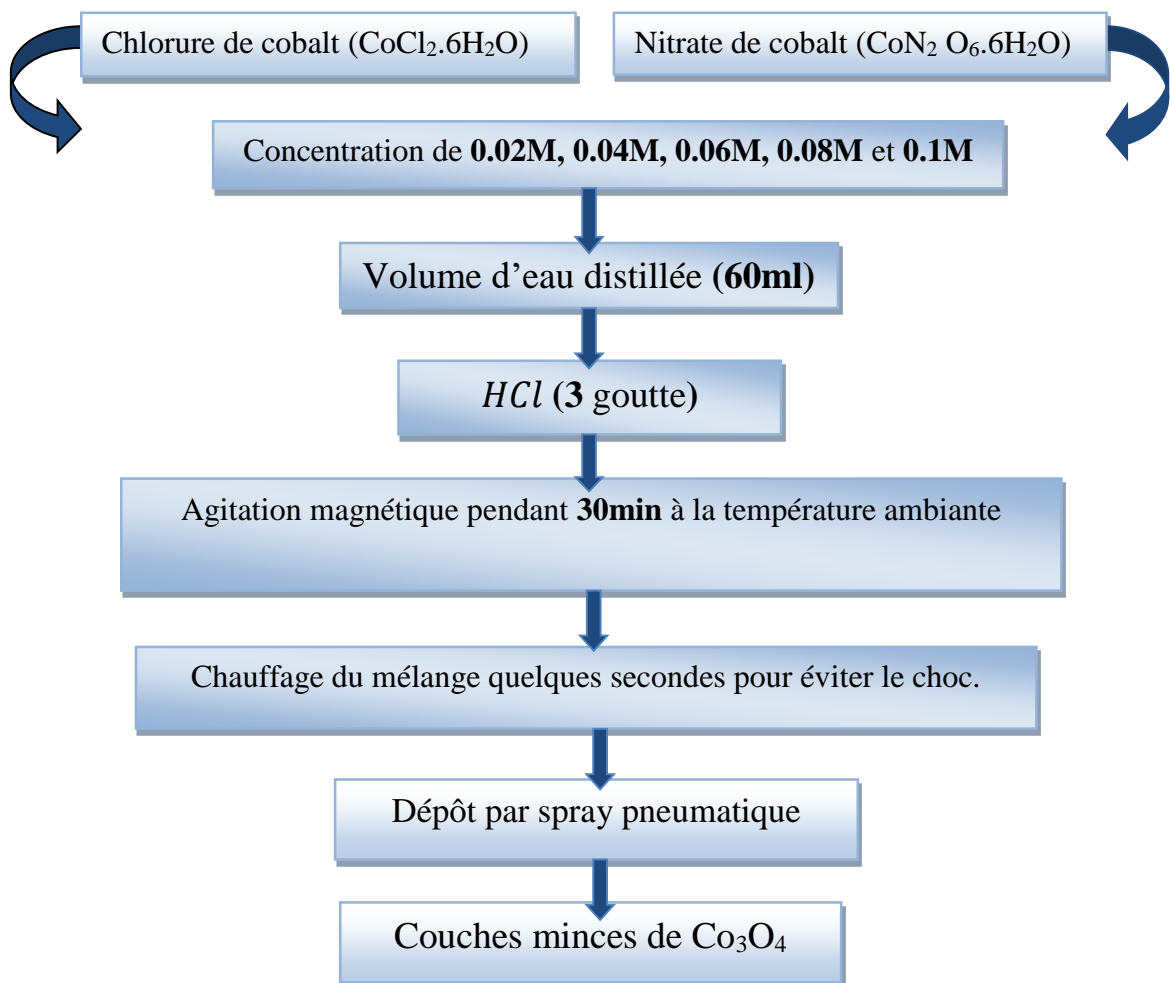 Chlorure de cobalt (CoCl₂.6H₂O)
Nitrate de cobalt (CoN₂ O₆.6H₂O)
Concentration de 0.02M, 0.04M, 0.06M, 0.08M et 0.1M
Volume d’eau distillée (60ml)
HCl (3 goutte)
Agitation magnétique pendant 30min à la température ambiante
Chauffage du mélange quelques secondes pour éviter le choc.
Dépôt par spray pneumatique
Couches minces de Co₃O₄